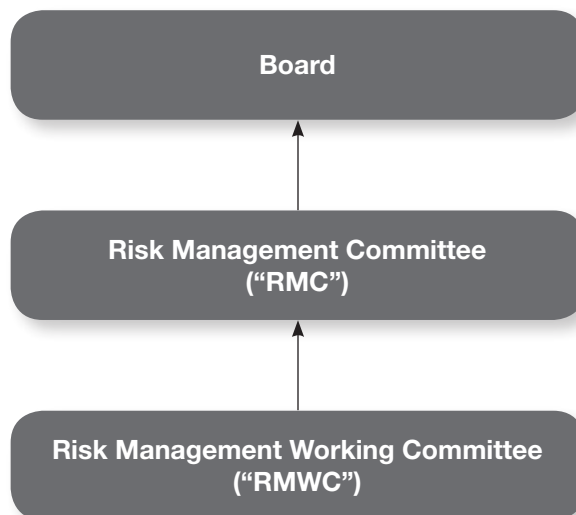 Board
Risk Management Committee
(“RMC”)
Risk Management Working Committee
(“RMWC”)